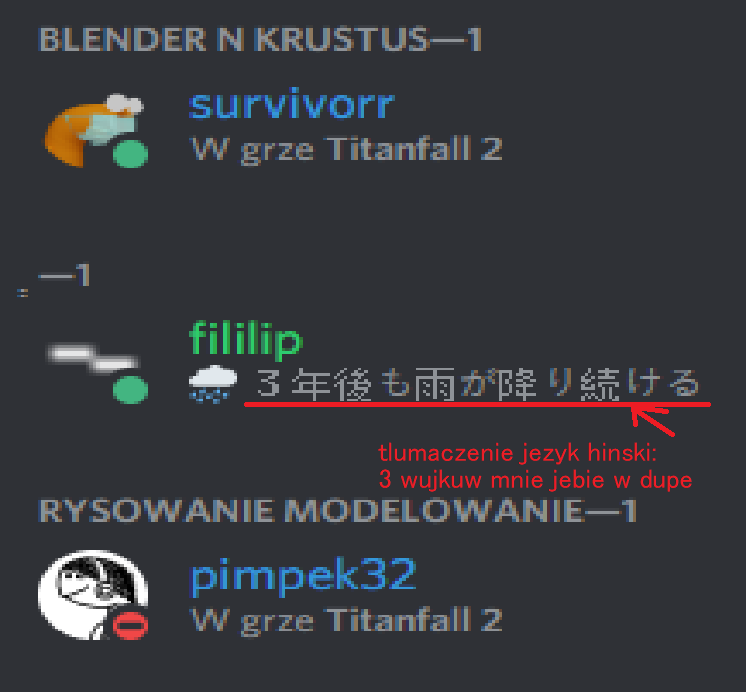 BLENDER N KRUSTUS—1
survivorr
W grze Titanfall 2
—1
fililip
３年後も雨が降り続ける
tlumaczenie jezyk hinski:
3 wujkuw mnie jebie w dupe
RYSOWANIE MODELOWANIE—1
pimpek32
W grze Titanfall 2